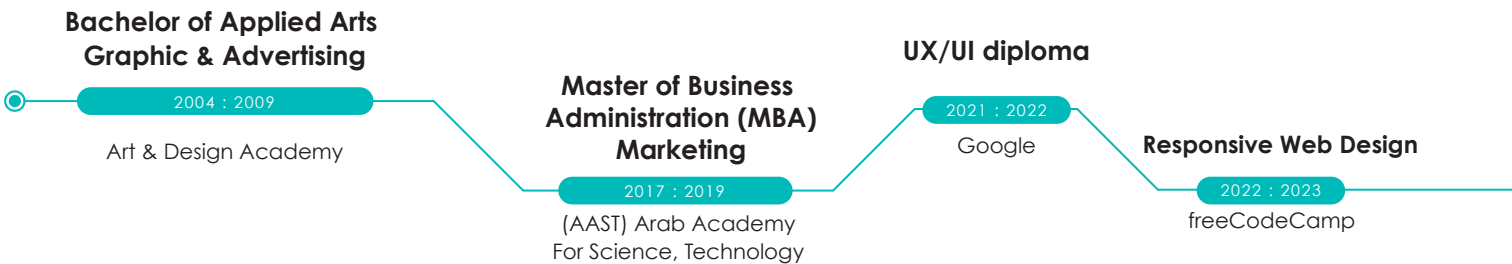 Bachelor of Applied Arts
Graphic & Advertising
2004 : 2009
Art & Design Academy
Master of Business
Administration (MBA)
Marketing
2017 : 2019
(AAST) Arab Academy
For Science, Technology
UX/UI diploma
2021 : 2022
Google
Responsive Web Design
2022 : 2023
freeCodeCamp